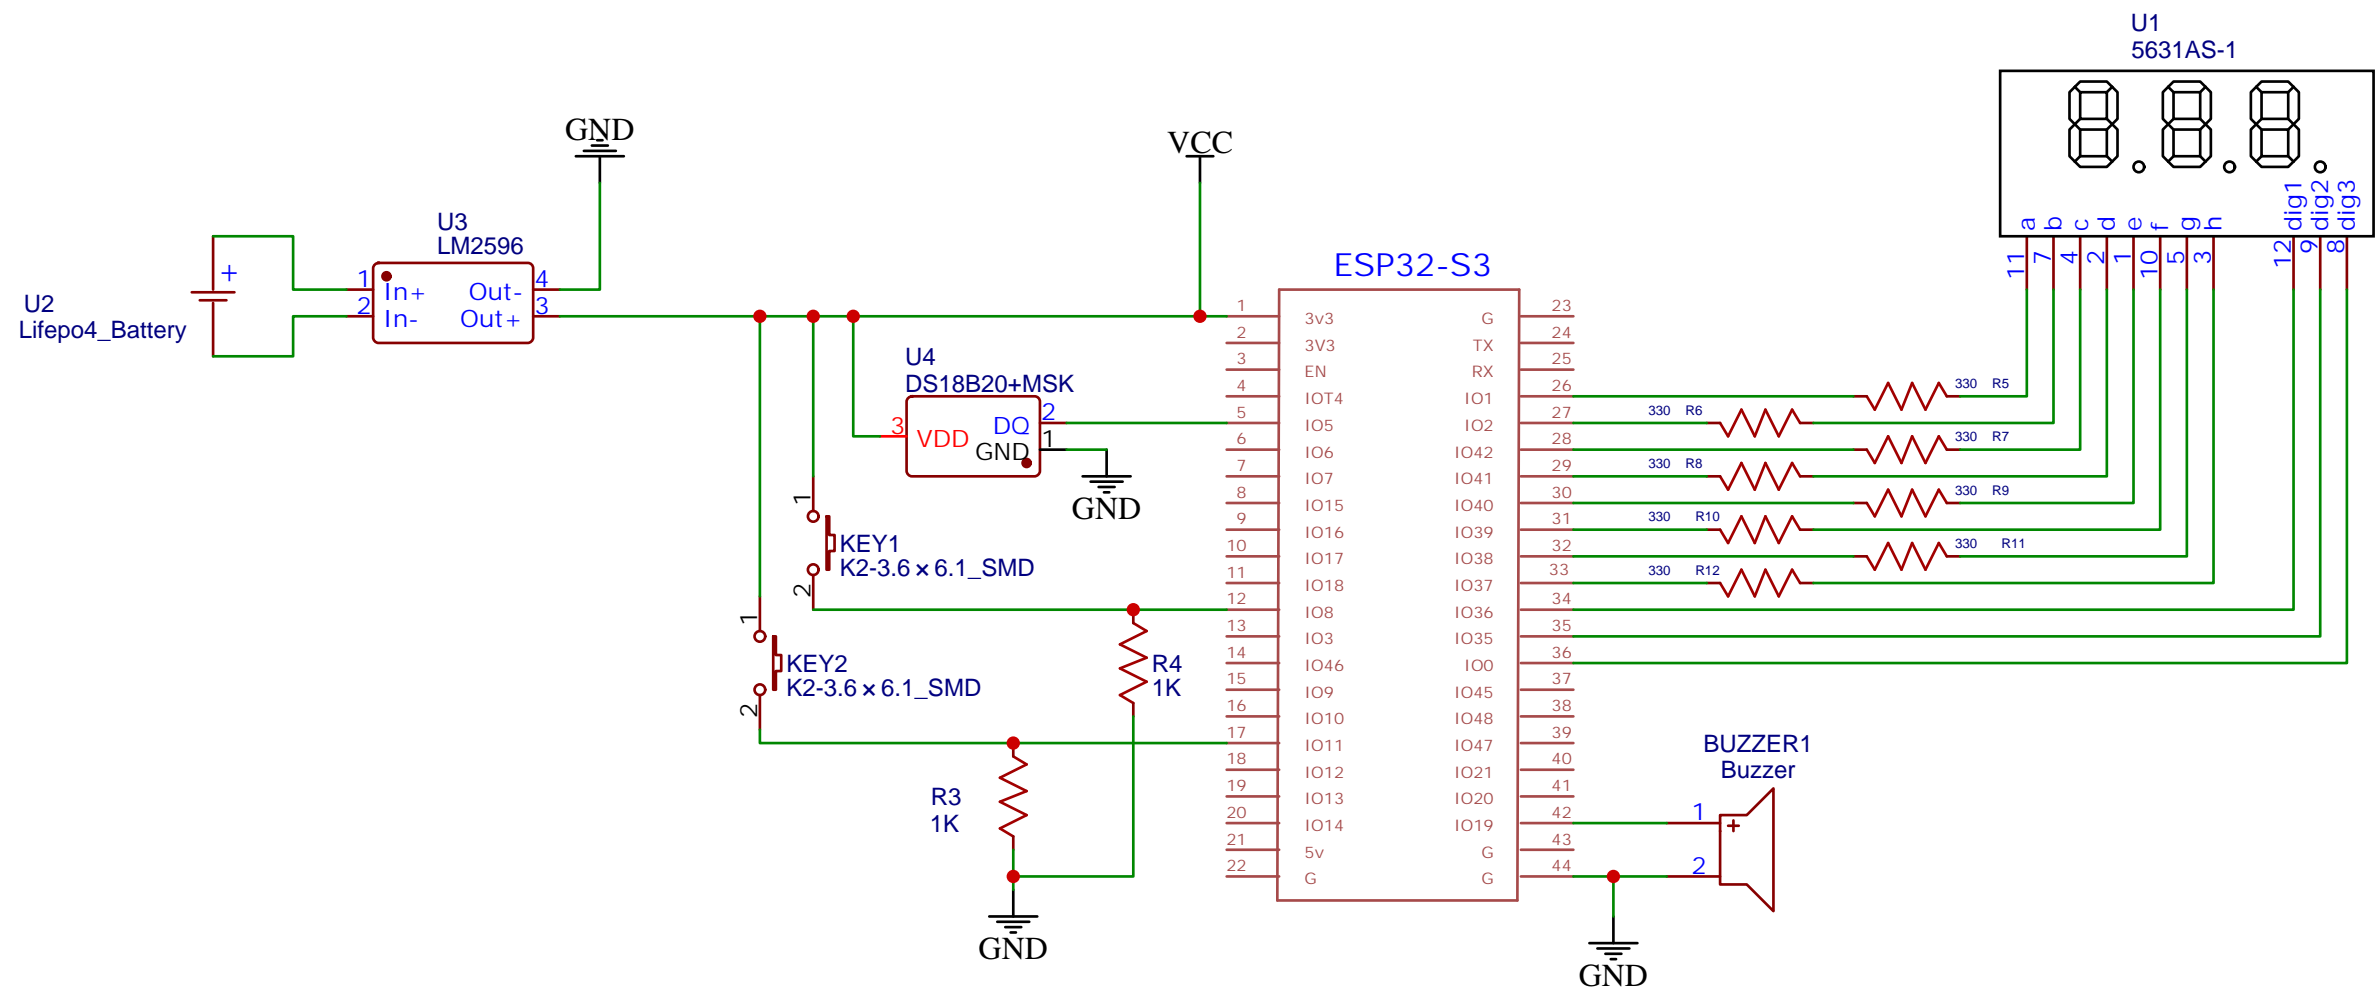 U1
5631AS-1
a b c d e f g h dig1 dig2 dig3
11 7 4 2 1 10 5 3 12 9 8
GND
VCC
U3
LM2596
1 In+ Out- 4
2 In- Out+ 3
+
U2
Lifepo4_Battery
U4
DS18B20+MSK
3 VDD DQ 2
GND 1
GND
1
KEY1
K2-3.6×6.1_SMD
2
1
KEY2
K2-3.6×6.1_SMD
2
R4
1K
R3
1K
GND
ESP32-S3
1 3v3 G 23
2 3V3 TX 24
3 EN RX 25
4 IOT4 IO1 26
5 IO5 IO2 27
6 IO6 IO42 28
7 IO7 IO41 29
8 IO15 IO40 30
9 IO16 IO39 31
10 IO17 IO38 32
11 IO18 IO37 33
12 IO8 IO36 34
13 IO3 IO35 35
14 IO46 IO0 36
15 IO9 IO45 37
16 IO10 IO48 38
17 IO11 IO47 39
18 IO12 IO21 40
19 IO13 IO20 41
20 IO14 IO19 42
21 5v G 43
22 G G 44
330 R5
330 R6
330 R7
330 R8
330 R9
330 R10
330 R11
330 R12
BUZZER1
Buzzer
1 +
2
GND